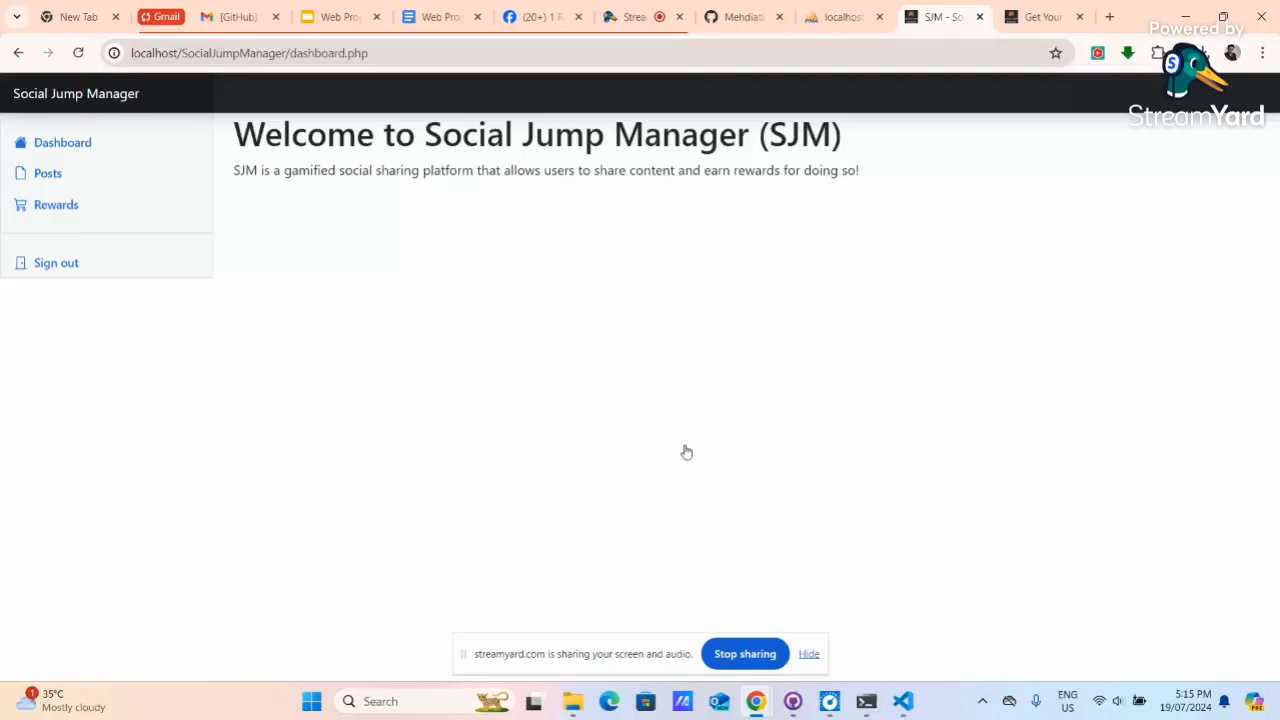 New Tab
Gmail
[GitHub]
Web Pro
Web Pro
(20+) 1 R
Strea
Mehdiat
localhost
SJM - So
Get Your
Powered by
localhost/SocialJumpManager/dashboard.php
StreamYard
Social Jump Manager
Welcome to Social Jump Manager (SJM)
SJM is a gamified social sharing platform that allows users to share content and earn rewards for doing so!
Dashboard
Posts
Rewards
Sign out
streamyard.com is sharing your screen and audio.
Stop sharing
Hide
1
35°C
Mostly cloudy
Search
ENG
US
5:15 PM
19/07/2024